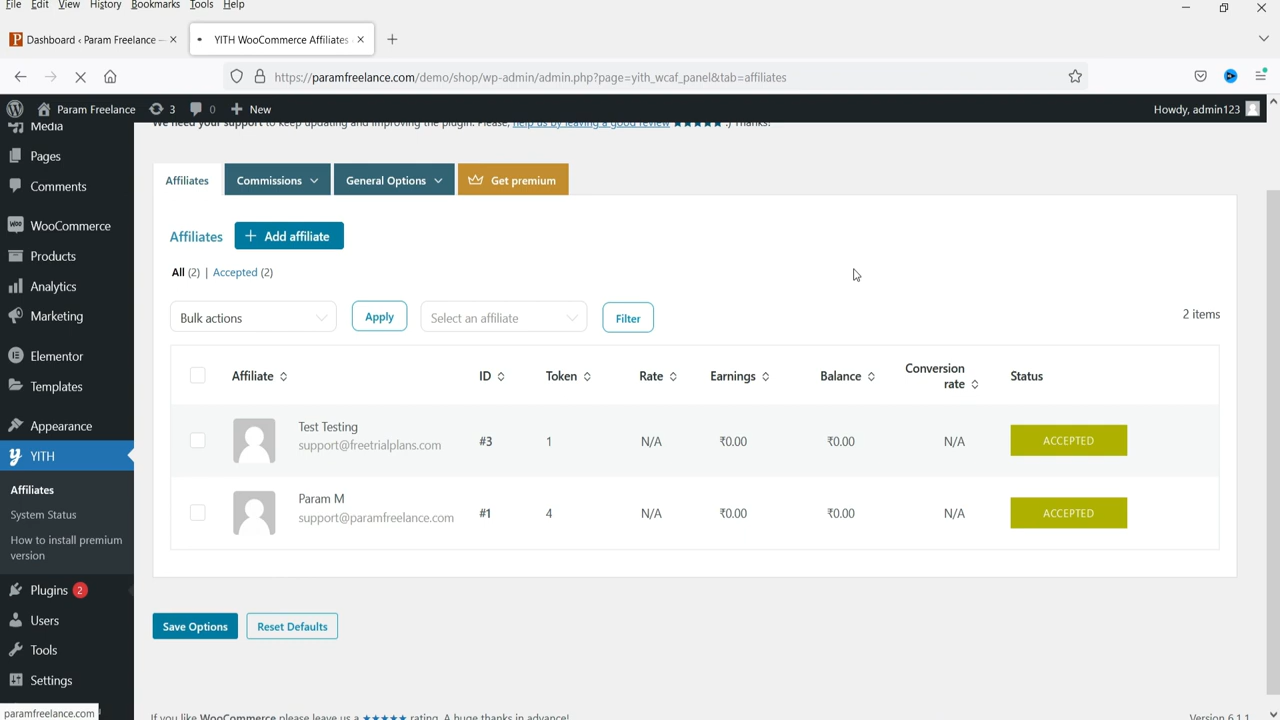 File Edit View History Bookmarks Tools Help
Dashboard ‹ Param Freelance —
YITH WooCommerce Affiliates
https://paramfreelance.com/demo/shop/wp-admin/admin.php?page=yith_wcaf_panel&tab=affiliates
Param Freelance 3 0 New
Howdy, admin123
Media
Pages
Comments
WooCommerce
Products
Analytics
Marketing
Elementor
Templates
Appearance
YITH
Affiliates
System Status
How to install premium
version
Plugins 2
Users
Tools
Settings
paramfreelance.com
We need your support to keep updating and improving the plugin. Please, help us by leaving a good review ★★★★★ :) Thanks!
Affiliates Commissions General Options Get premium
Affiliates + Add affiliate
All (2) | Accepted (2)
Bulk actions Apply Select an affiliate Filter 2 items
Affiliate ID Token Rate Earnings Balance Conversion rate Status
Test Testing
support@freetrialplans.com #3 1 N/A ₹0.00 ₹0.00 N/A ACCEPTED
Param M
support@paramfreelance.com #1 4 N/A ₹0.00 ₹0.00 N/A ACCEPTED
Save Options Reset Defaults
If you like WooCommerce please leave us a ★★★★★ rating. A huge thanks in advance!
Version 6.1.1